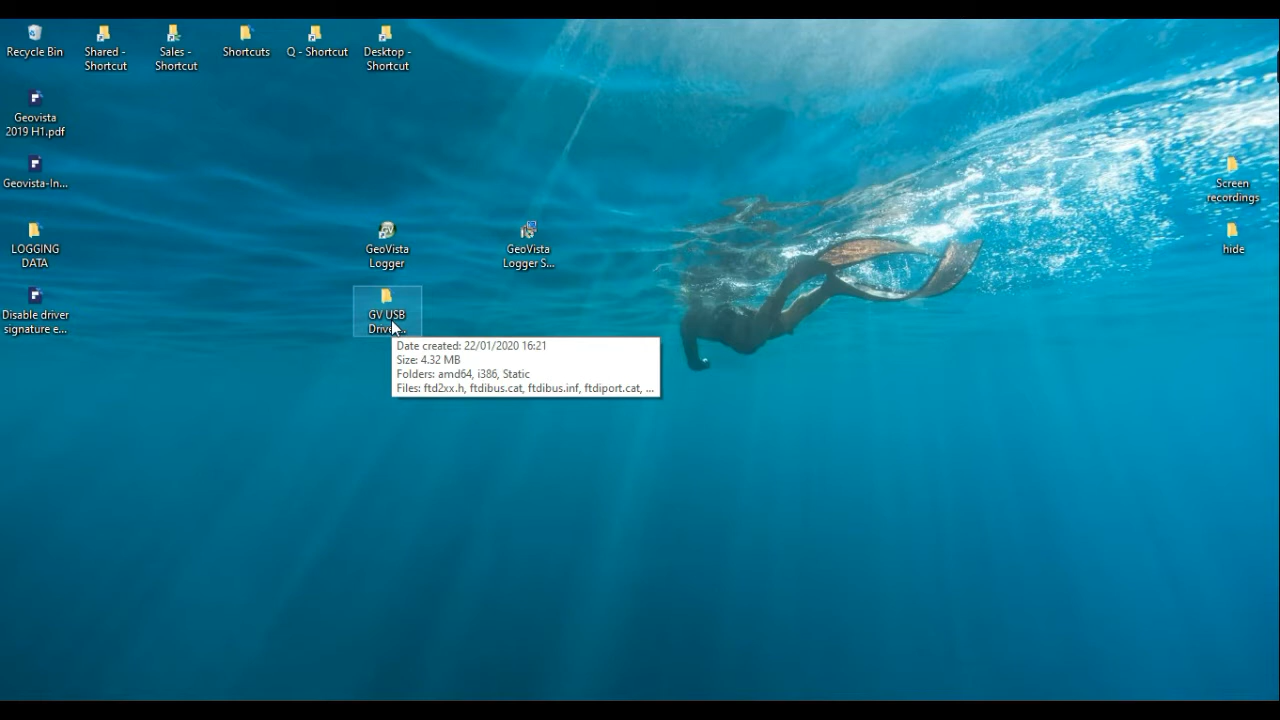 Recycle Bin
Shared -
Shortcut
Sales -
Shortcut
Shortcuts
Q - Shortcut
Desktop -
Shortcut
Geovista
2019 H1.pdf
Geovista-In...
LOGGING
DATA
Disable driver
signature e...
GeoVista
Logger
GeoVista
Logger S...
GV USB
Drive...
Date created: 22/01/2020 16:21
Size: 4.32 MB
Folders: amd64, i386, Static
Files: ftd2xx.h, ftdibus.cat, ftdibus.inf, ftdiport.cat, ...
Screen
recordings
hide